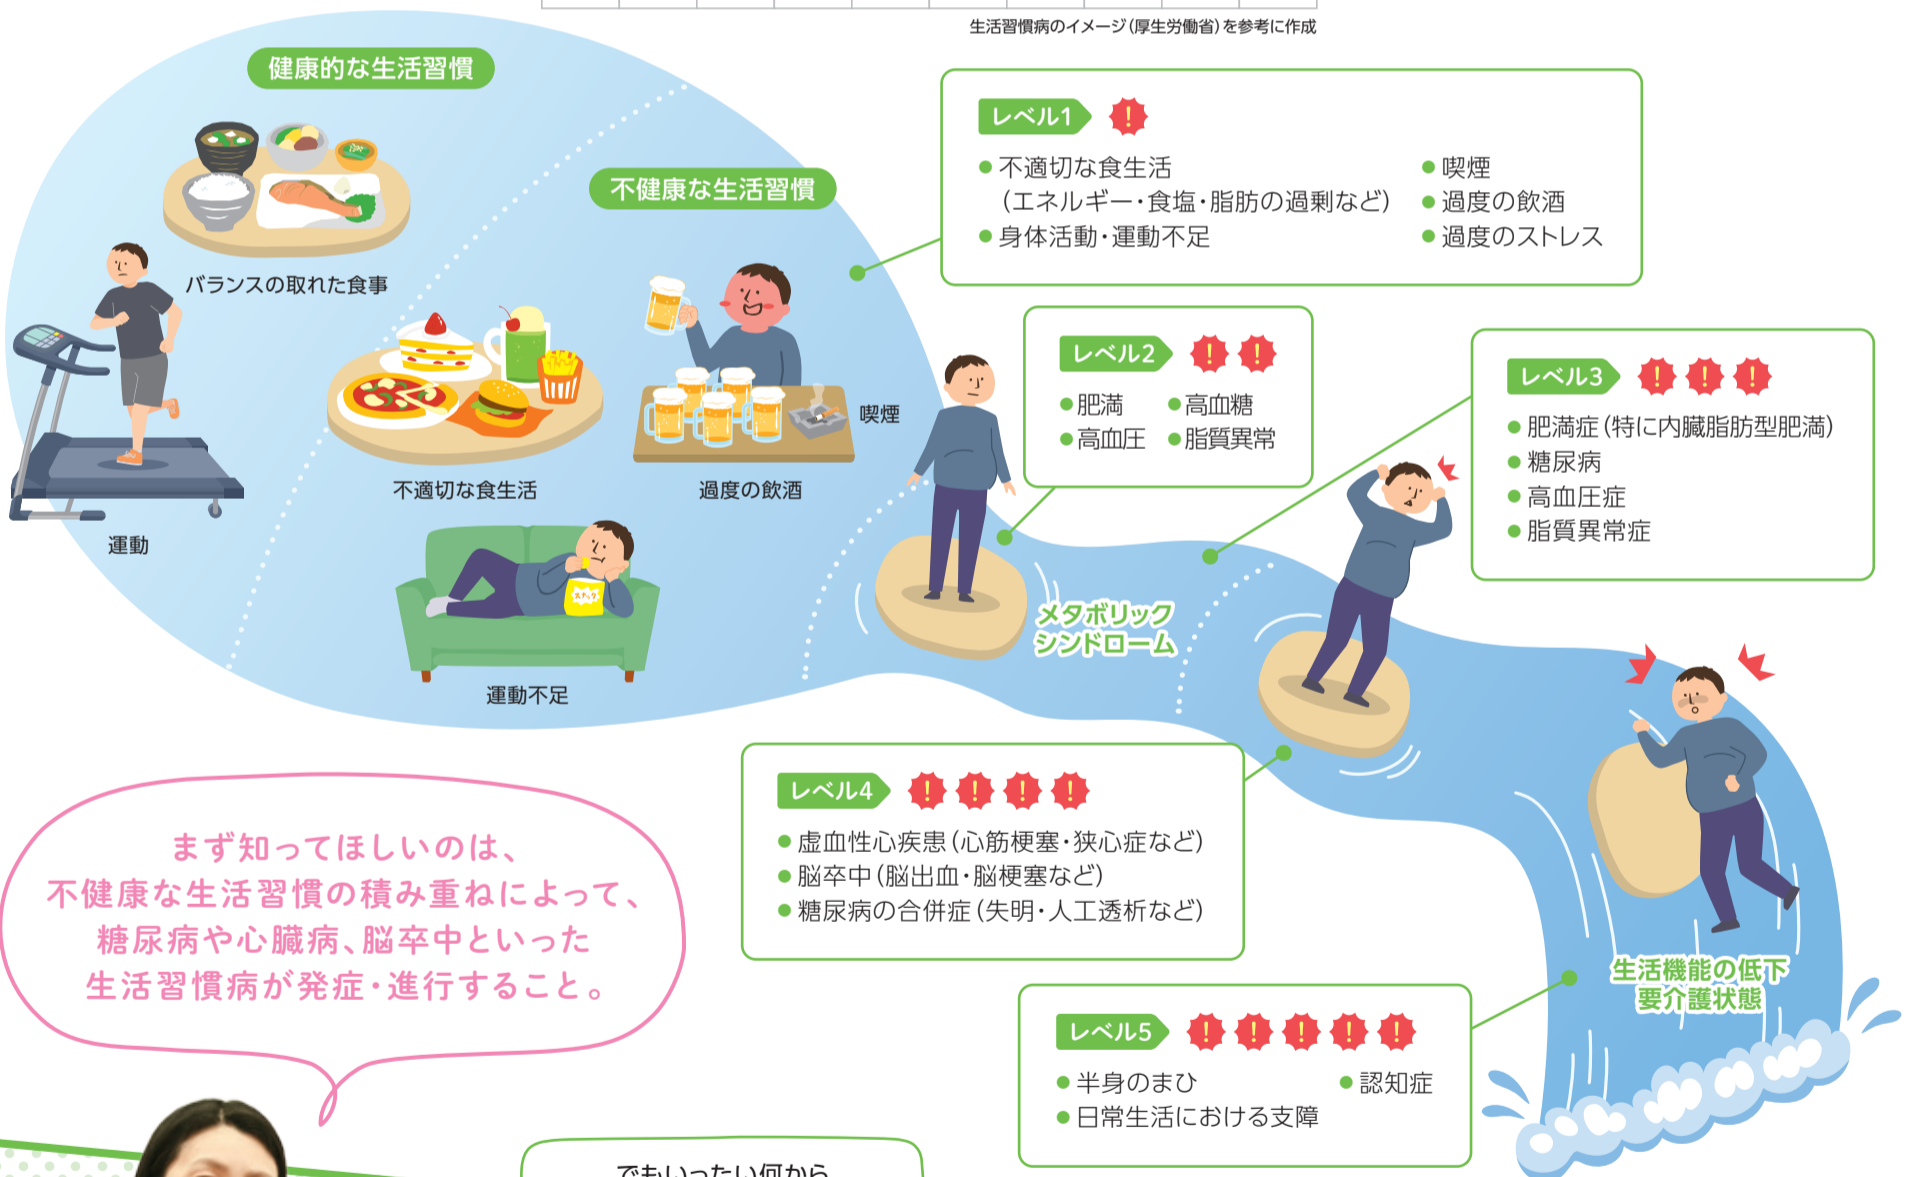 生活習慣病のイメージ(厚生労働省)を参考に作成
健康的な生活習慣
バランスの取れた食事
運動
不健康な生活習慣
不適切な食生活
過度の飲酒
喫煙
スナック
運動不足
レベル1 !
●不適切な食生活
(エネルギー・食塩・脂肪の過剰など)
●身体活動・運動不足
●喫煙
●過度の飲酒
●過度のストレス
レベル2 ! !
●肥満 ●高血糖
●高血圧 ●脂質異常
メタボリック
シンドローム
レベル3 ! ! !
●肥満症(特に内臓脂肪型肥満)
●糖尿病
●高血圧症
●脂質異常症
レベル4 ! ! ! !
●虚血性心疾患(心筋梗塞・狭心症など)
●脳卒中(脳出血・脳梗塞など)
●糖尿病の合併症(失明・人工透析など)
生活機能の低下
要介護状態
レベル5 ! ! ! ! !
●半身のまひ ●認知症
●日常生活における支障
まず知ってほしいのは、
不健康な生活習慣の積み重ねによって、
糖尿病や心臓病、脳卒中といった
生活習慣病が発症・進行すること。
でもいったい何から